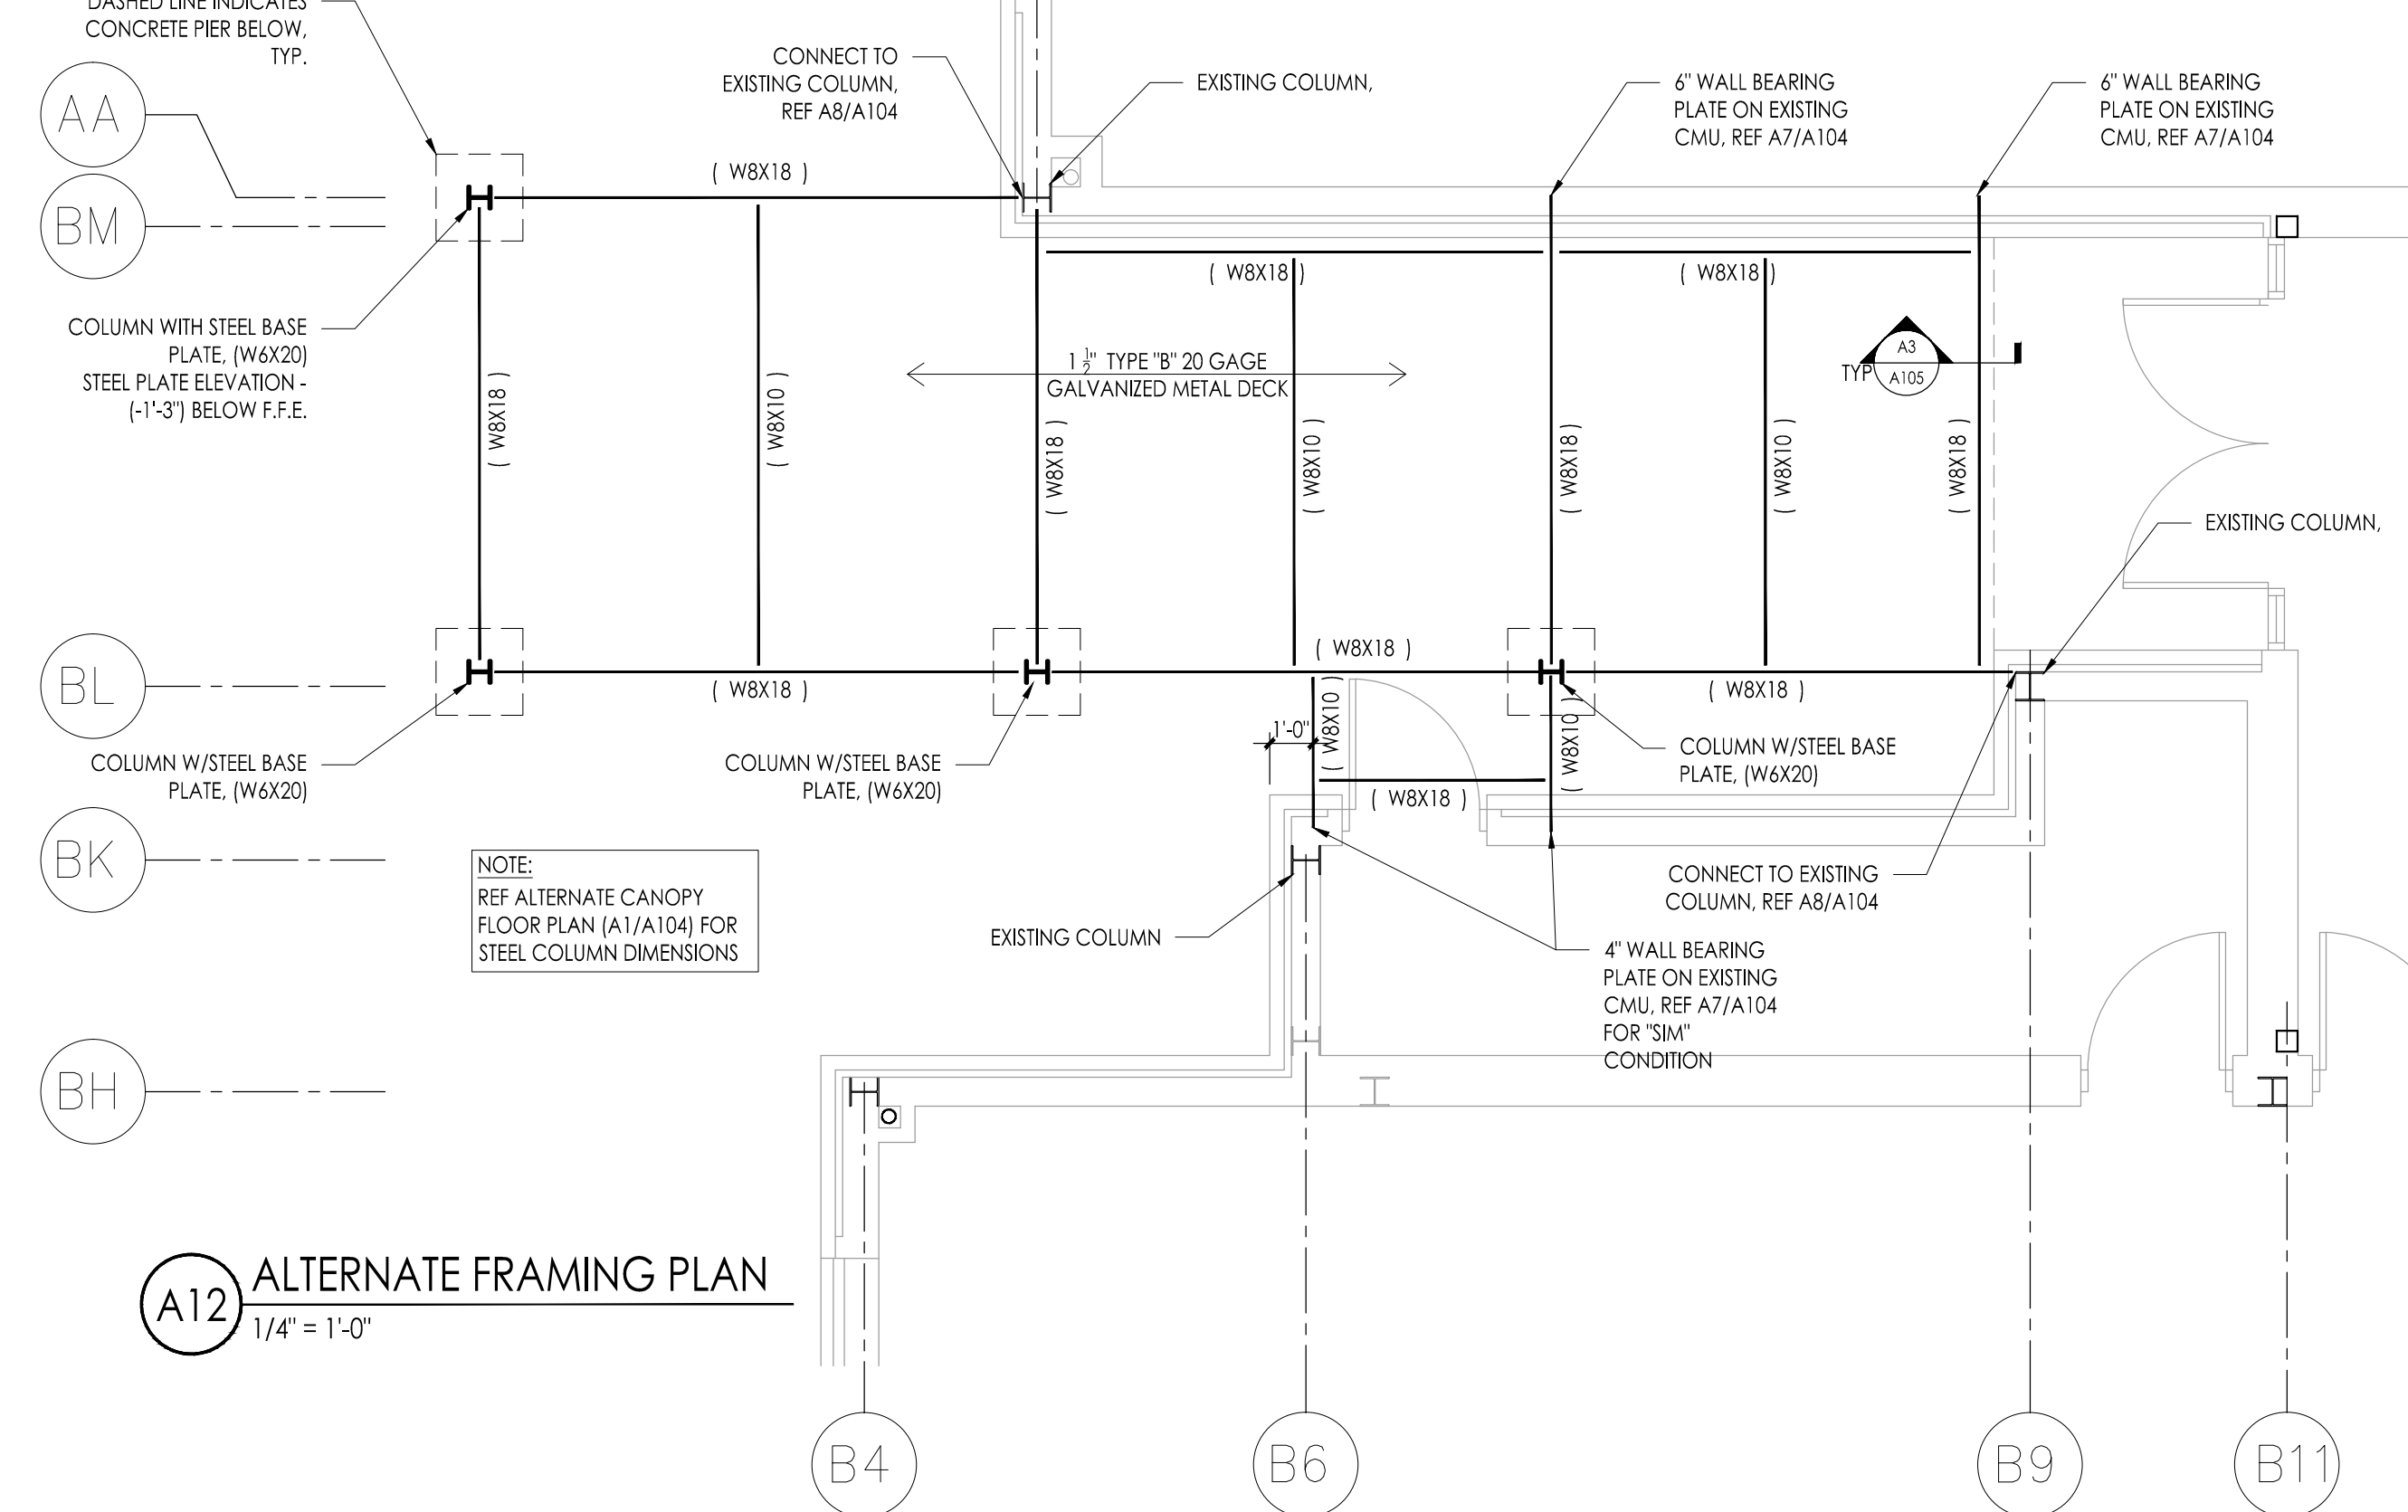 DASHED LINE INDICATES
CONCRETE PIER BELOW,
TYP.
AA
BM
CONNECT TO
EXISTING COLUMN,
REF A8/A104
EXISTING COLUMN,
6" WALL BEARING
PLATE ON EXISTING
CMU, REF A7/A104
6" WALL BEARING
PLATE ON EXISTING
CMU, REF A7/A104
( W8X18 )
( W8X18 )
( W8X18 )
COLUMN WITH STEEL BASE
PLATE, (W6X20)
STEEL PLATE ELEVATION -
(-1'-3") BELOW F.F.E.
1 1/2" TYPE "B" 20 GAGE
GALVANIZED METAL DECK
TYP
A3
A105
( W8X18 )
( W8X10 )
( W8X18 )
( W8X10 )
( W8X18 )
( W8X10 )
( W8X18 )
EXISTING COLUMN,
BL
( W8X18 )
( W8X18 )
( W8X18 )
1'-0"
( W8X10 )
( W8X10 )
( W8X18 )
COLUMN W/STEEL BASE
PLATE, (W6X20)
COLUMN W/STEEL BASE
PLATE, (W6X20)
COLUMN W/STEEL BASE
PLATE, (W6X20)
BK
NOTE:
REF ALTERNATE CANOPY
FLOOR PLAN (A1/A104) FOR
STEEL COLUMN DIMENSIONS
EXISTING COLUMN
CONNECT TO EXISTING
COLUMN, REF A8/A104
4" WALL BEARING
PLATE ON EXISTING
CMU, REF A7/A104
FOR "SIM"
CONDITION
BH
A12
ALTERNATE FRAMING PLAN
1/4" = 1'-0"
B4
B6
B9
B11